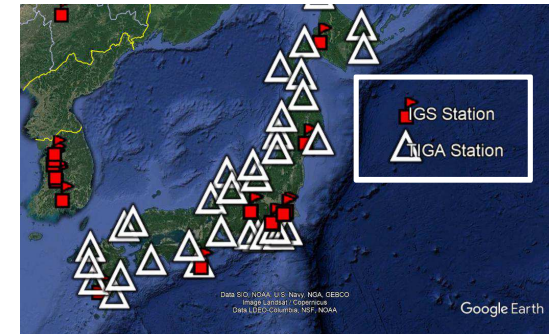 IGS Station
TIGA Station
Data SIO, NOAA, U.S. Navy, NGA, GEBCO
Image Landsat / Copernicus
Data LDEO-Columbia, NSF, NOAA
Google Earth